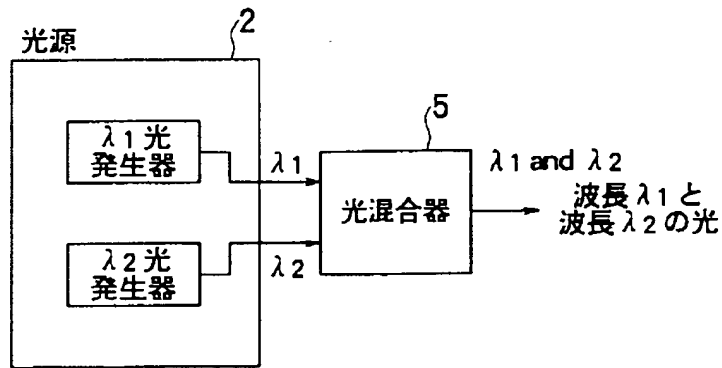 光源
2
λ1光
発生器
λ1
5
光混合器
λ1 and λ2
波長λ1と
波長λ2の光
λ2光
発生器
λ2